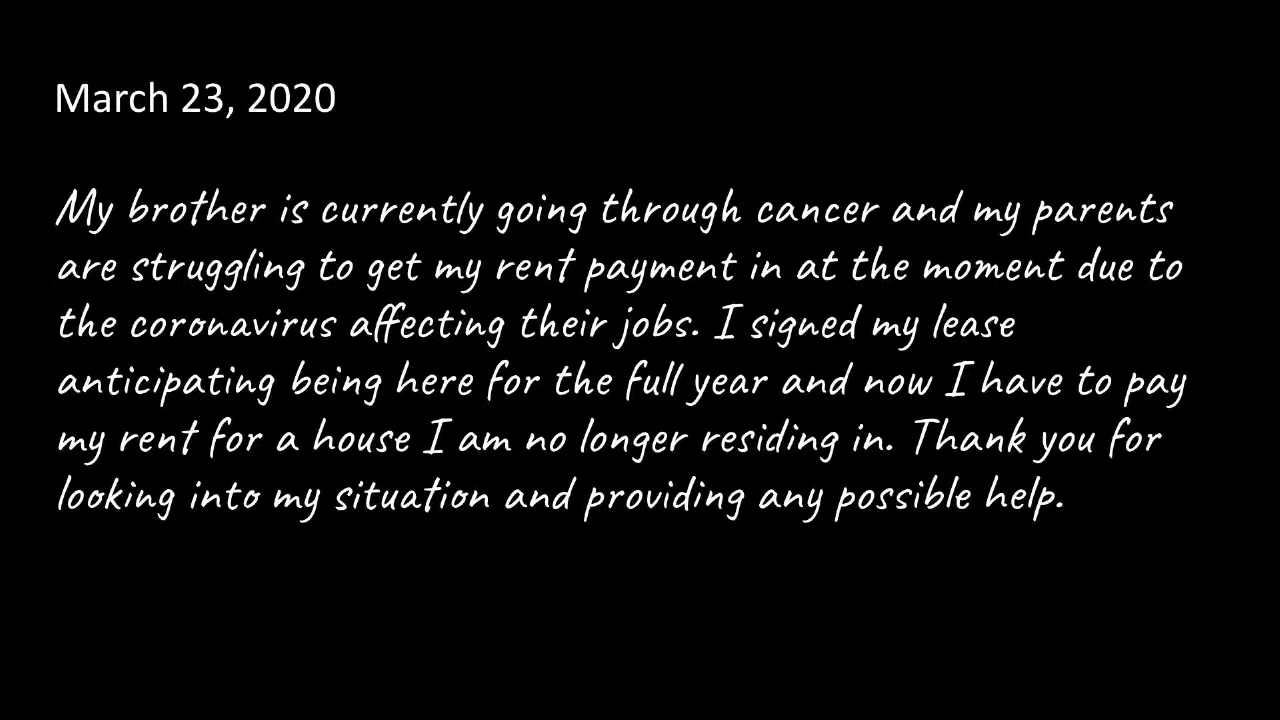 March 23, 2020
My brother is currently going through cancer and my parents
are struggling to get my rent payment in at the moment due to
the coronavirus affecting their jobs. I signed my lease
anticipating being here for the full year and now I have to pay
my rent for a house I am no longer residing in. Thank you for
looking into my situation and providing any possible help.